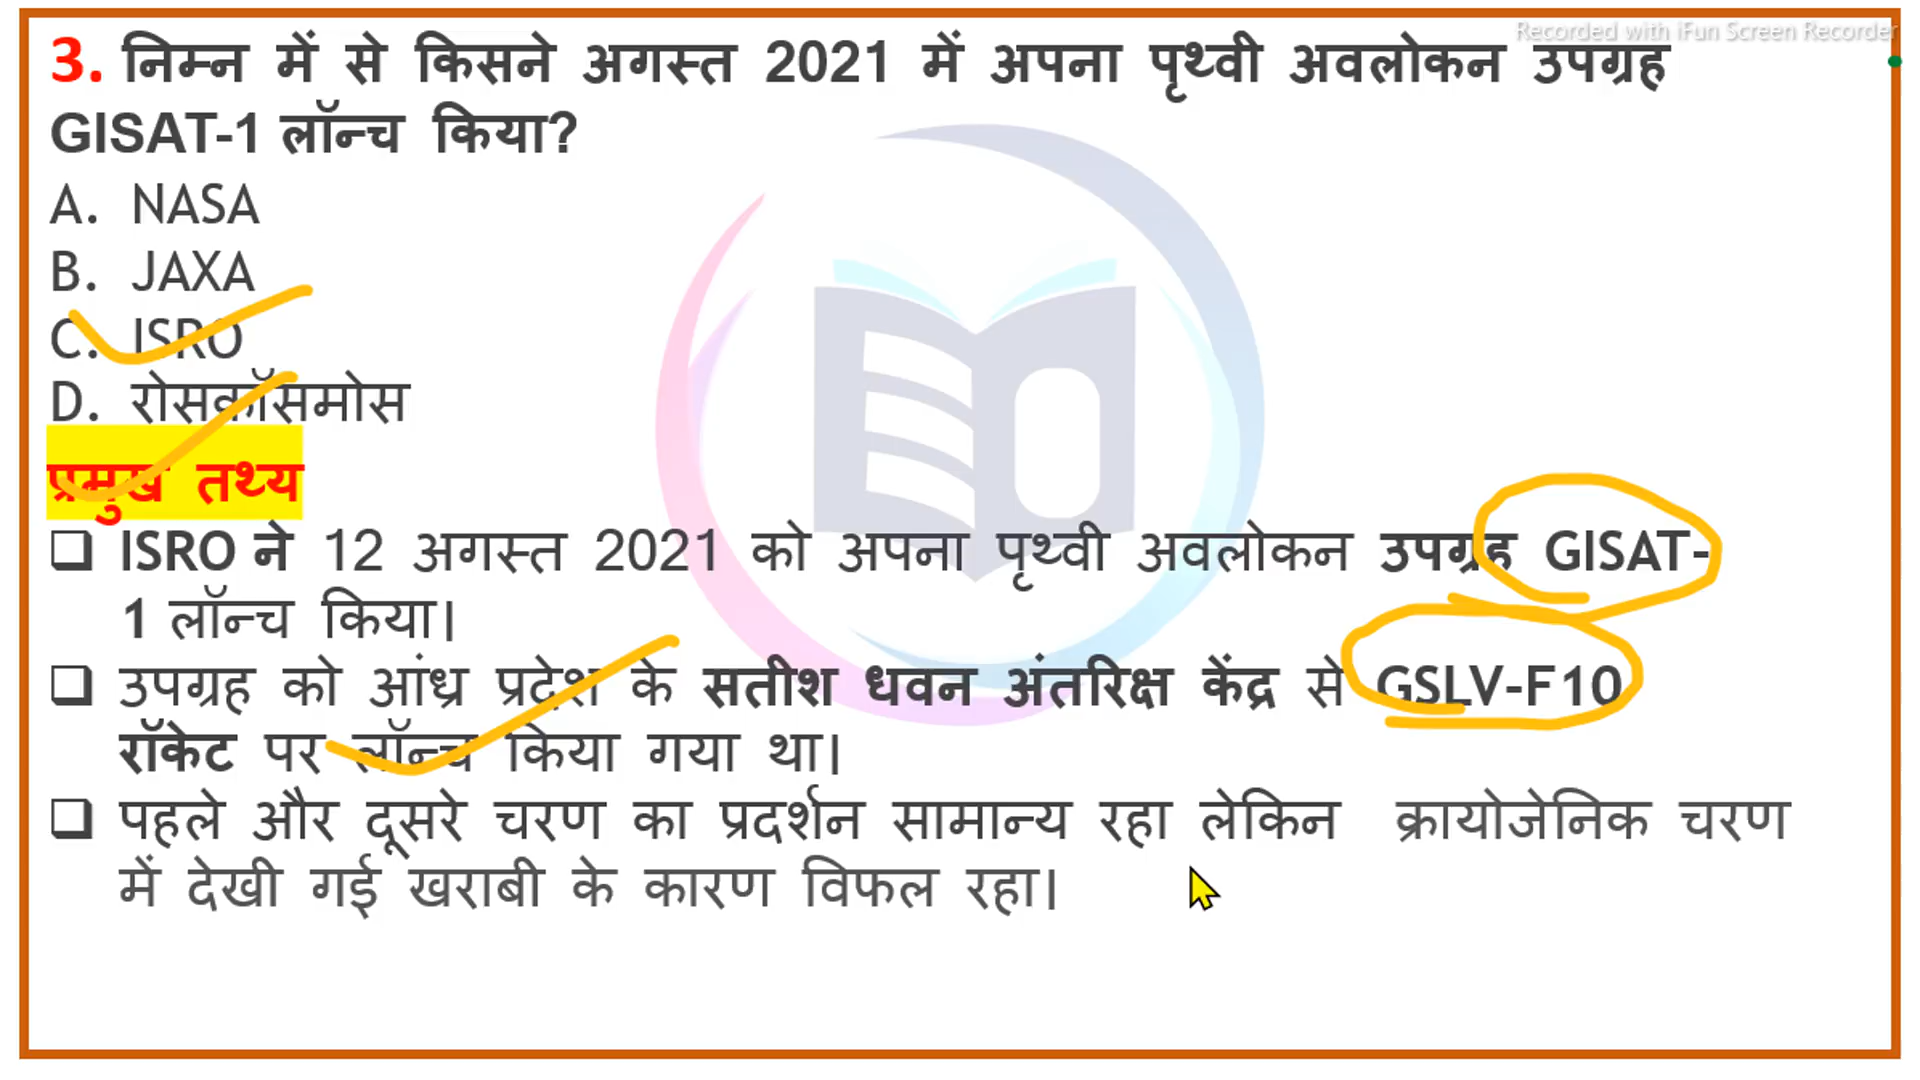 Recorded with iFun Screen Recorder
3. निम्न में से किसने अगस्त 2021 में अपना पृथ्वी अवलोकन उपग्रह
GISAT-1 लॉन्च किया?
A. NASA
B. JAXA
C. ISRO
D. रोसकॉसमोस
प्रमुख तथ्य
❑ ISRO ने 12 अगस्त 2021 को अपना पृथ्वी अवलोकन उपग्रह GISAT-
1 लॉन्च किया।
❑ उपग्रह को आंध्र प्रदेश के सतीश धवन अंतरिक्ष केंद्र से GSLV-F10
रॉकेट पर लॉन्च किया गया था।
❑ पहले और दूसरे चरण का प्रदर्शन सामान्य रहा लेकिन क्रायोजेनिक चरण
में देखी गई खराबी के कारण विफल रहा।